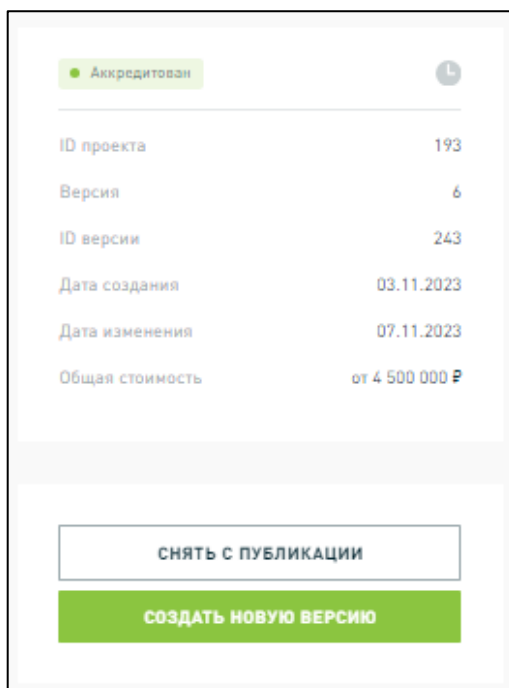 Аккредитован
ID проекта 193
Версия 6
ID версии 243
Дата создания 03.11.2023
Дата изменения 07.11.2023
Общая стоимость от 4 500 000 ₽
СНЯТЬ С ПУБЛИКАЦИИ
СОЗДАТЬ НОВУЮ ВЕРСИЮ